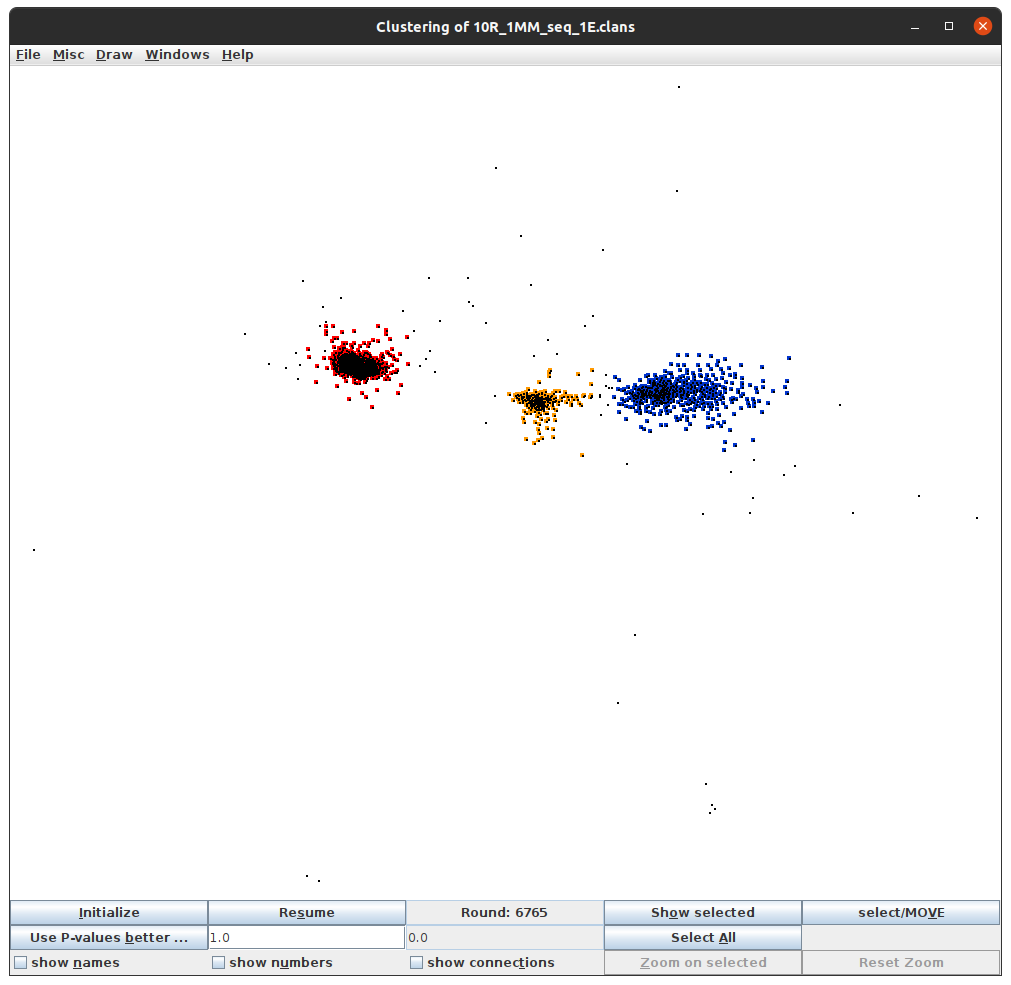 Clustering of 10R_1MM_seq_1E.clans
File Misc Draw Windows Help
Initialize Resume Round: 6765 Show selected select/MOVE
Use P-values better ... 1.0 0.0 Select All
show names show numbers show connections Zoom on selected Reset Zoom